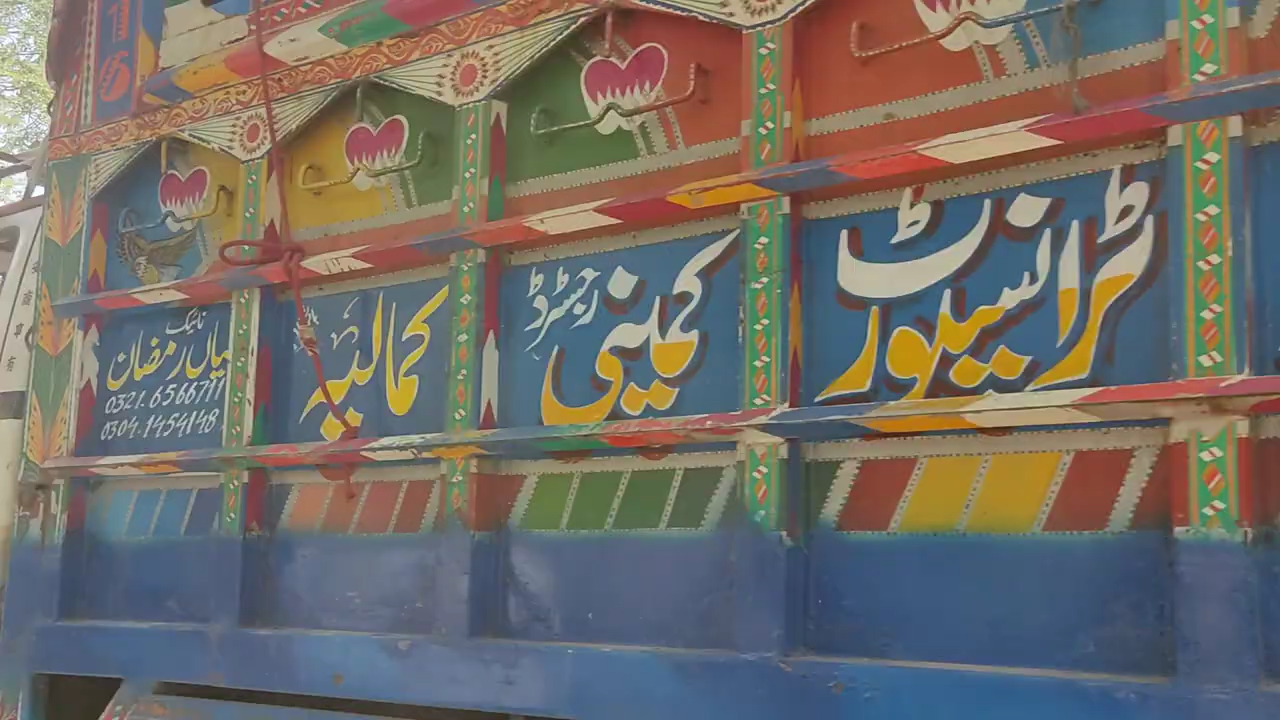 ٹرانسپورٹ
کمپنی رجسٹرڈ
کمالیہ
نائیک
میاں رمضان
0321.6566711
0304.1454148